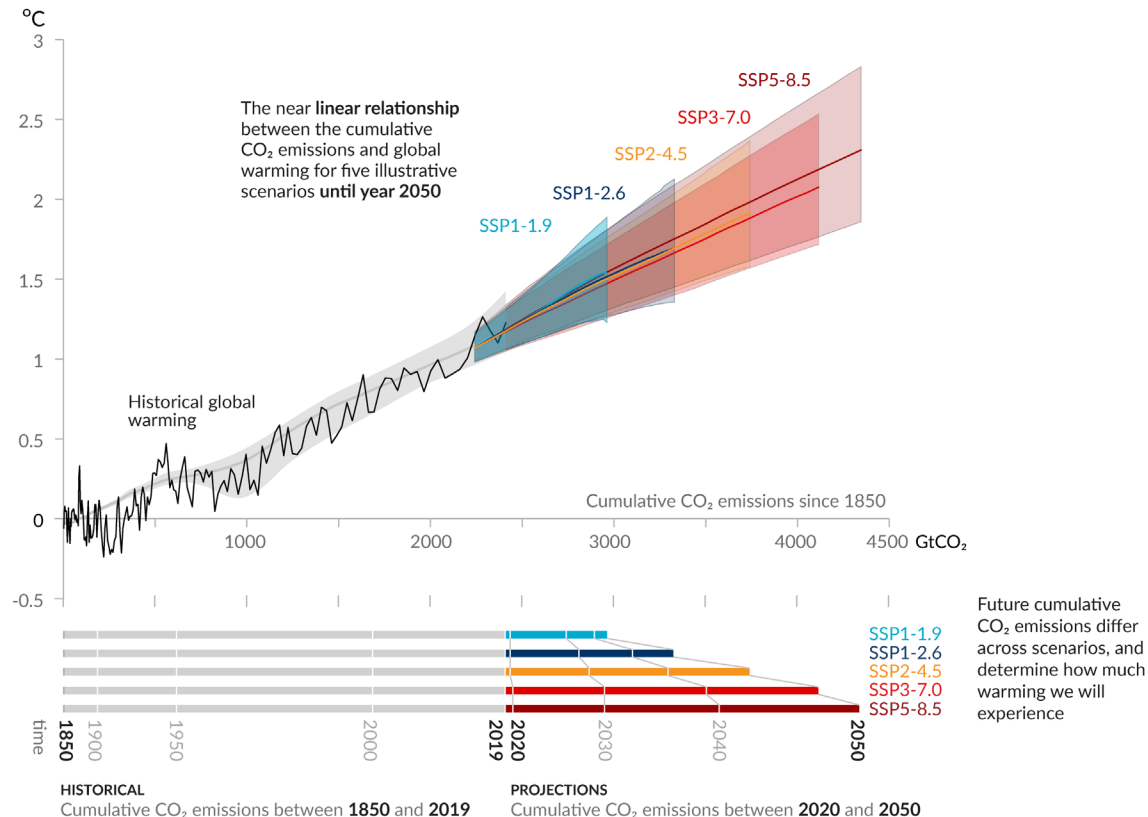 °C
3
2.5
2
1.5
1
0.5
0
-0.5
The near linear relationship
between the cumulative
CO₂ emissions and global
warming for five illustrative
scenarios until year 2050
SSP5-8.5
SSP3-7.0
SSP2-4.5
SSP1-2.6
SSP1-1.9
Historical global
warming
Cumulative CO₂ emissions since 1850
1000
2000
3000
4000
4500 GtCO₂
SSP1-1.9
SSP1-2.6
SSP2-4.5
SSP3-7.0
SSP5-8.5
Future cumulative
CO₂ emissions differ
across scenarios, and
determine how much
warming we will
experience
time
1850
1900
1950
2000
2019
2020
2030
2040
2050
HISTORICAL
Cumulative CO₂ emissions between 1850 and 2019
PROJECTIONS
Cumulative CO₂ emissions between 2020 and 2050